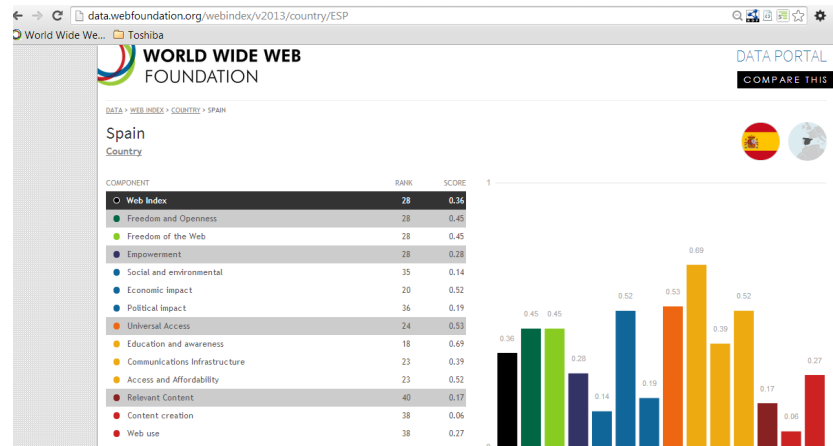 data.webfoundation.org/webindex/v2013/country/ESP
World Wide We... Toshiba
WORLD WIDE WEB
FOUNDATION
DATA PORTAL
COMPARE THIS
DATA > WEB INDEX > COUNTRY > SPAIN
Spain
Country
COMPONENT RANK SCORE
Web Index 28 0.36
Freedom and Openness 28 0.45
Freedom of the Web 28 0.45
Empowerment 28 0.28
Social and environmental 35 0.14
Economic impact 20 0.52
Political impact 36 0.19
Universal Access 24 0.53
Education and awareness 18 0.69
Communications Infrastructure 23 0.39
Access and Affordability 23 0.52
Relevant Content 40 0.17
Content creation 38 0.06
Web use 38 0.27
1
0.36 0.45 0.45 0.28 0.14 0.52 0.19 0.53 0.69 0.39 0.52 0.17 0.06 0.27
0